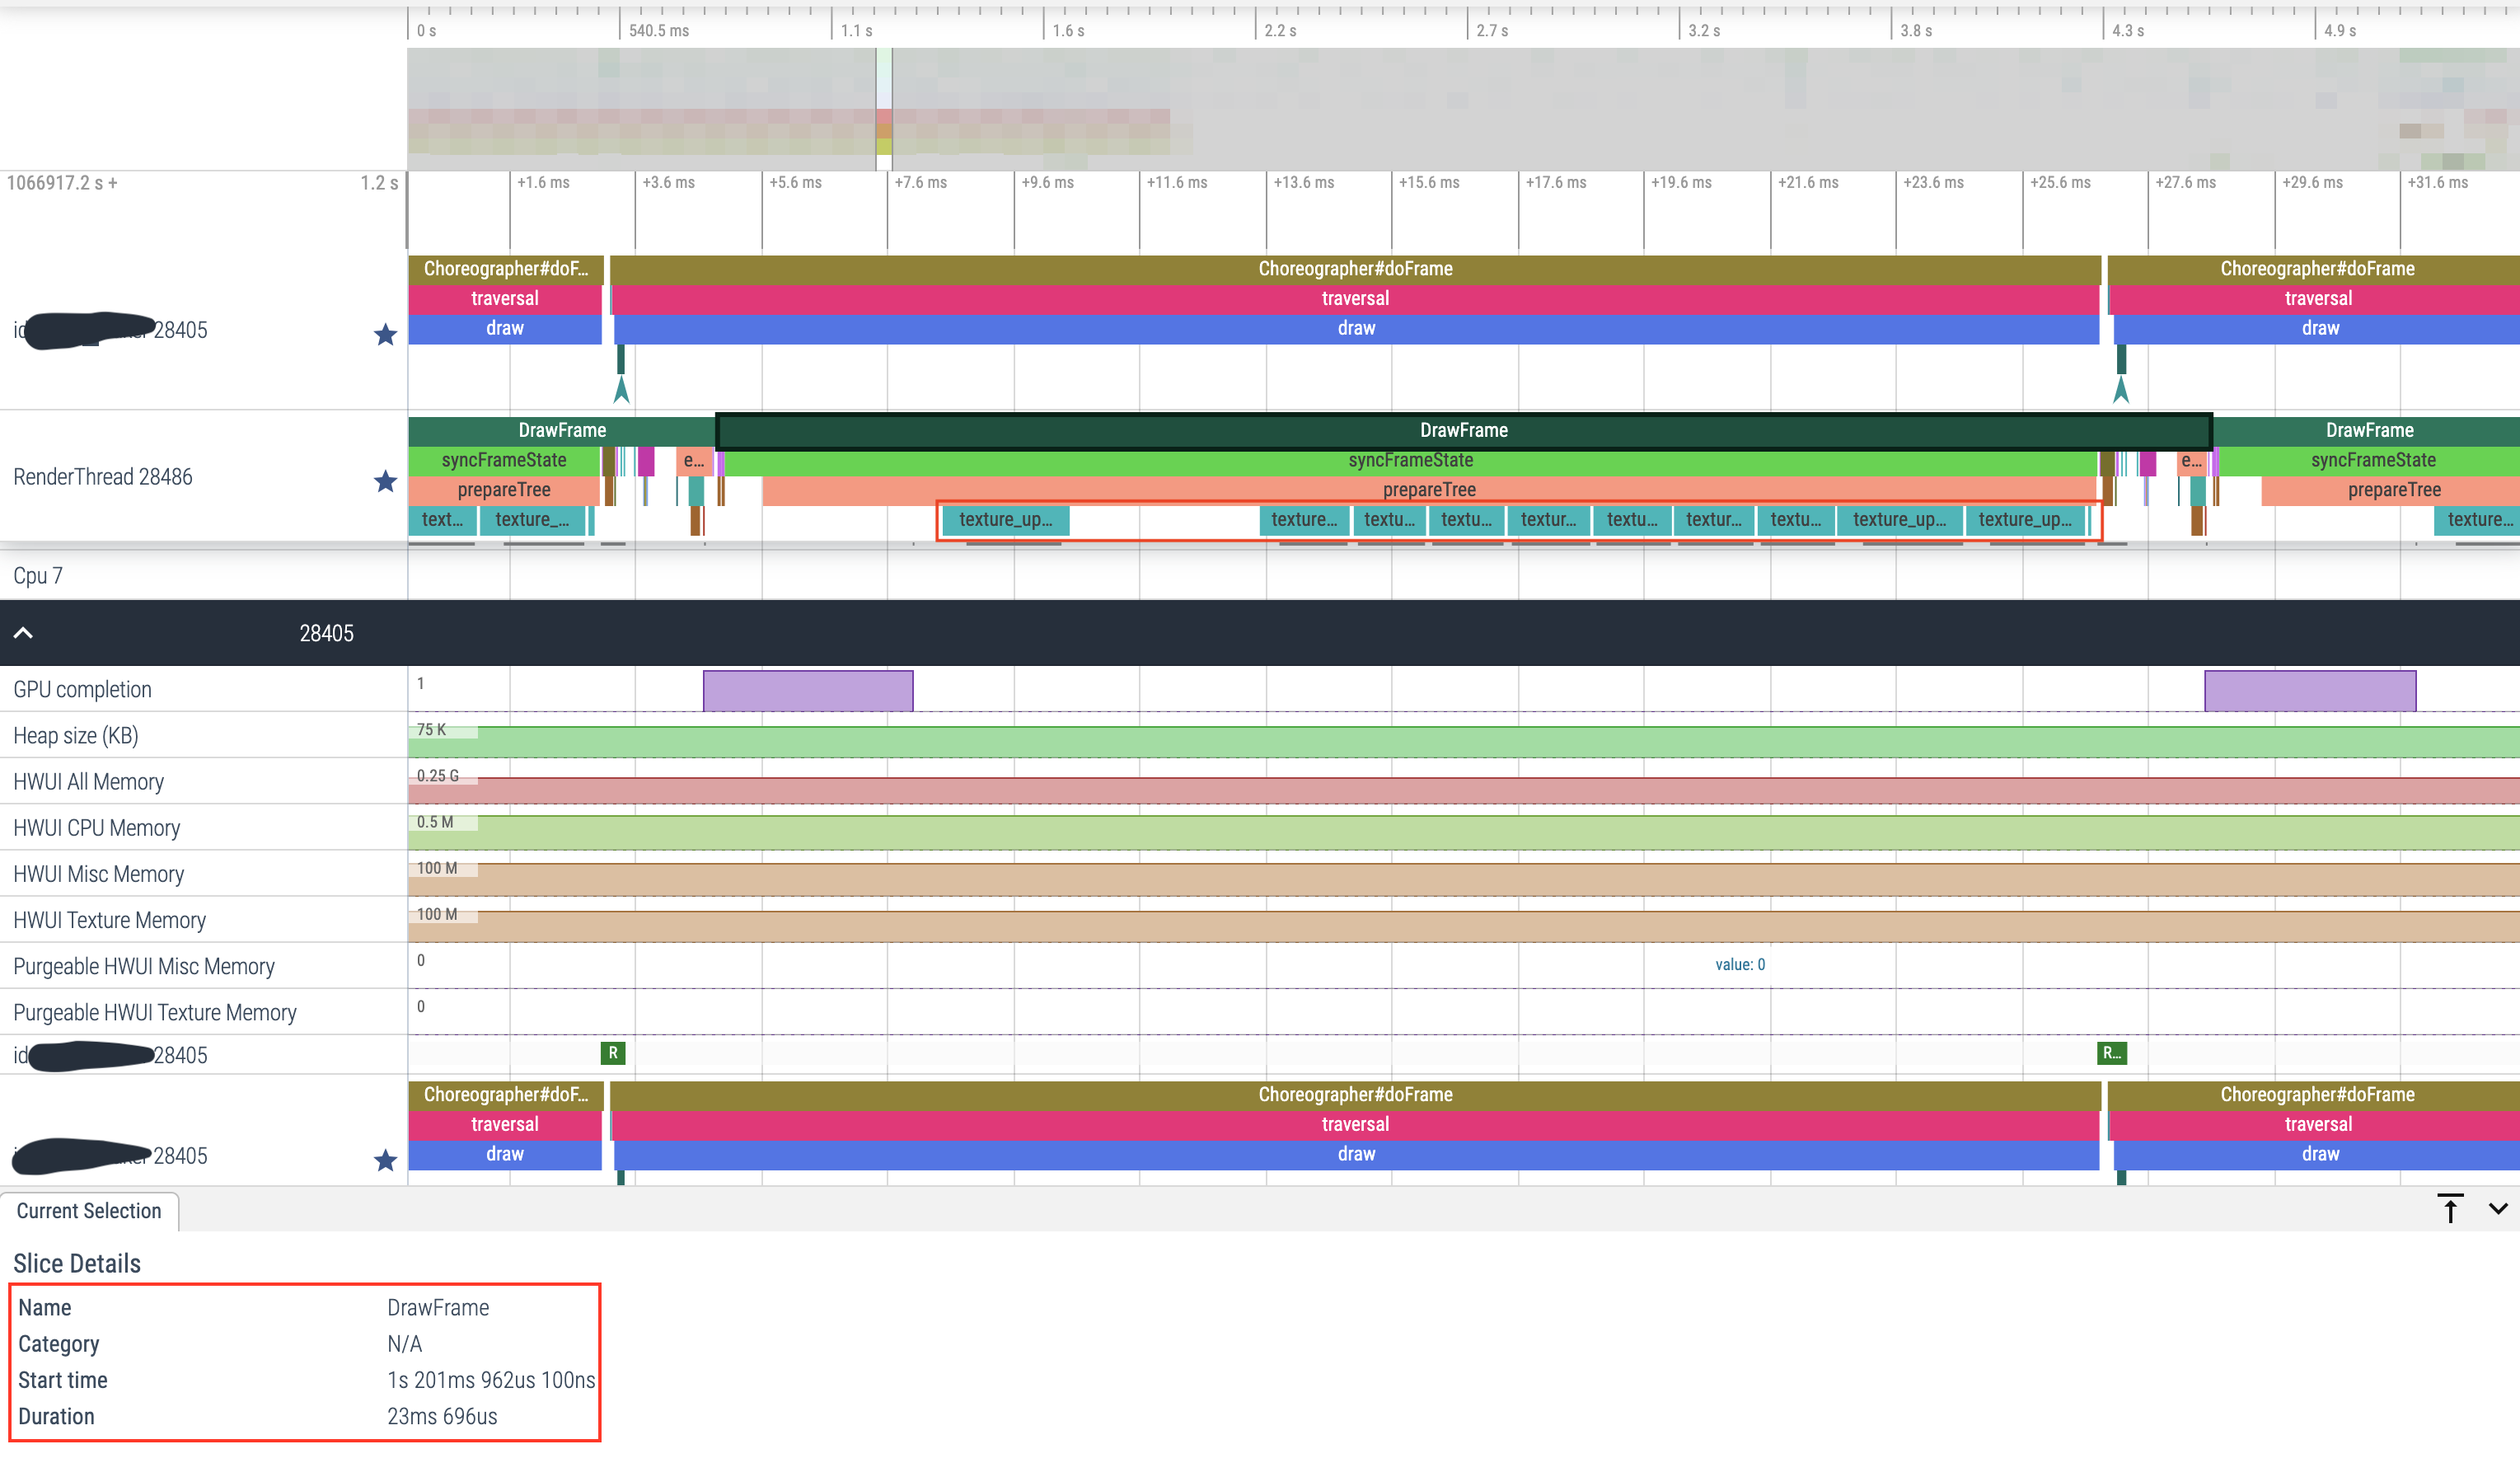 0 s 540.5 ms 1.1 s 1.6 s 2.2 s 2.7 s 3.2 s 3.8 s 4.3 s 4.9 s
1066917.2 s + 1.2 s +1.6 ms +3.6 ms +5.6 ms +7.6 ms +9.6 ms +11.6 ms +13.6 ms +15.6 ms +17.6 ms +19.6 ms +21.6 ms +23.6 ms +25.6 ms +27.6 ms +29.6 ms +31.6 ms
Choreographer#doF... Choreographer#doFrame Choreographer#doFrame
traversal traversal traversal
id 28405 draw draw draw
DrawFrame DrawFrame DrawFrame
syncFrameState e... syncFrameState e... syncFrameState
RenderThread 28486 prepareTree prepareTree prepareTree
text... texture_... texture_up... texture... textu... textu... textur... textu... textur... textu... texture_up... texture_up... texture...
Cpu 7
28405
GPU completion 1
Heap size (KB) 75 K
HWUI All Memory 0.25 G
HWUI CPU Memory 0.5 M
HWUI Misc Memory 100 M
HWUI Texture Memory 100 M
Purgeable HWUI Misc Memory 0 value: 0
Purgeable HWUI Texture Memory 0
id 28405 R R...
Choreographer#doF... Choreographer#doFrame Choreographer#doFrame
traversal traversal traversal
28405 draw draw draw
Current Selection
Slice Details
Name DrawFrame
Category N/A
Start time 1s 201ms 962us 100ns
Duration 23ms 696us